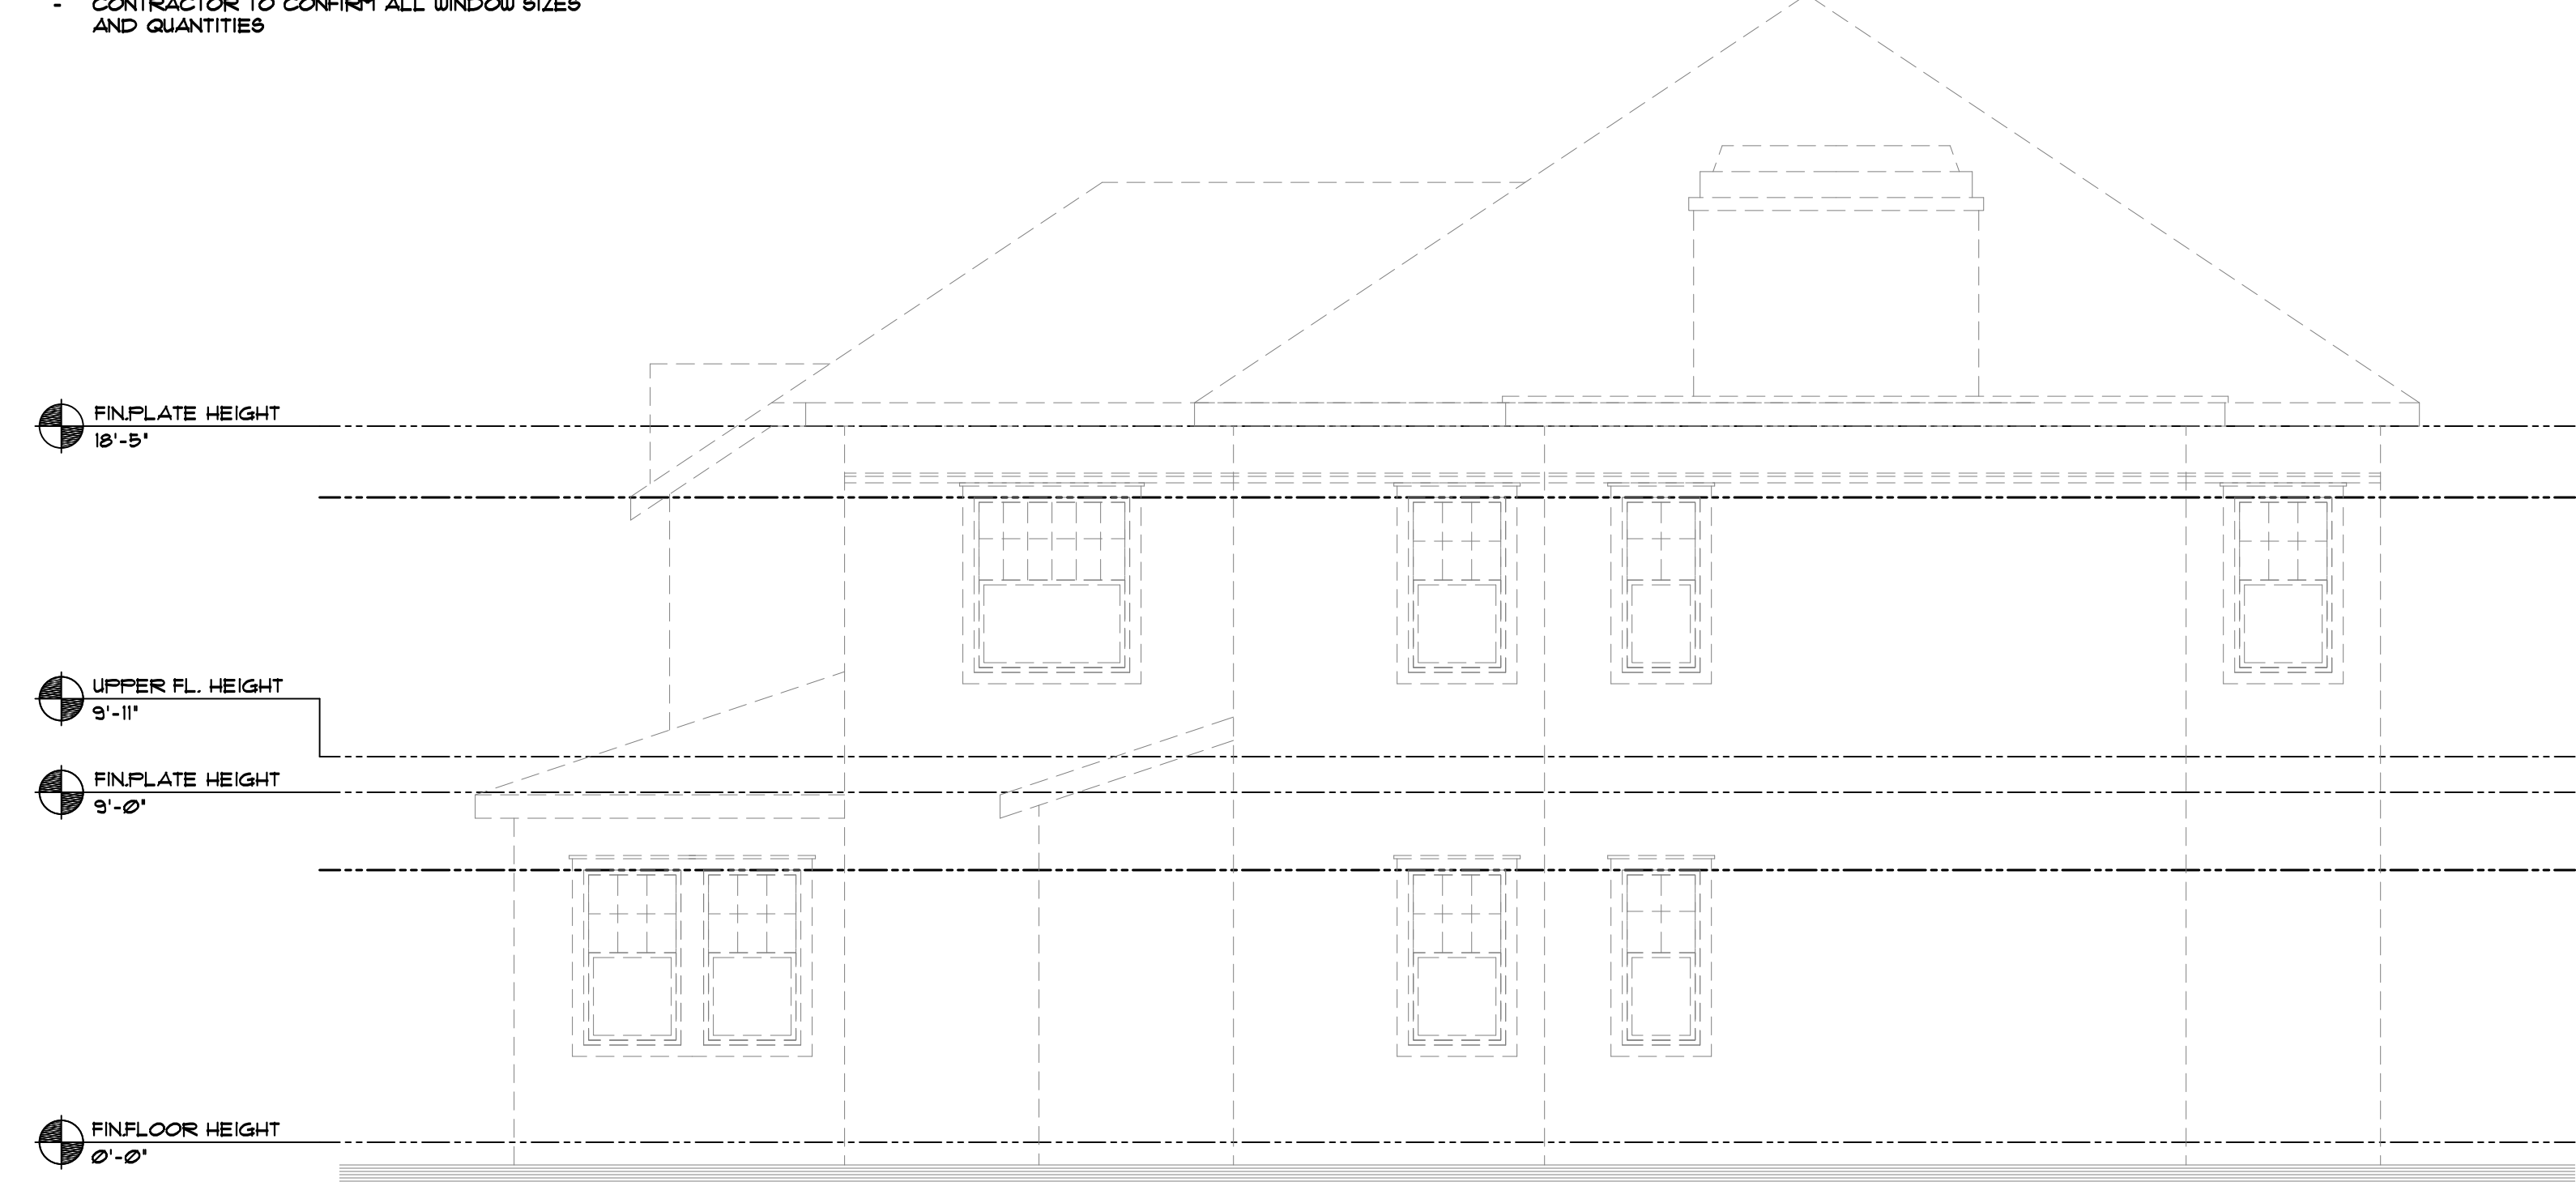 - CONTRACTOR TO CONFIRM ALL WINDOW SIZES
AND QUANTITIES
FIN.PLATE HEIGHT
18'-5"
UPPER FL. HEIGHT
9'-11"
FIN.PLATE HEIGHT
9'-0"
FIN.FLOOR HEIGHT
0'-0"